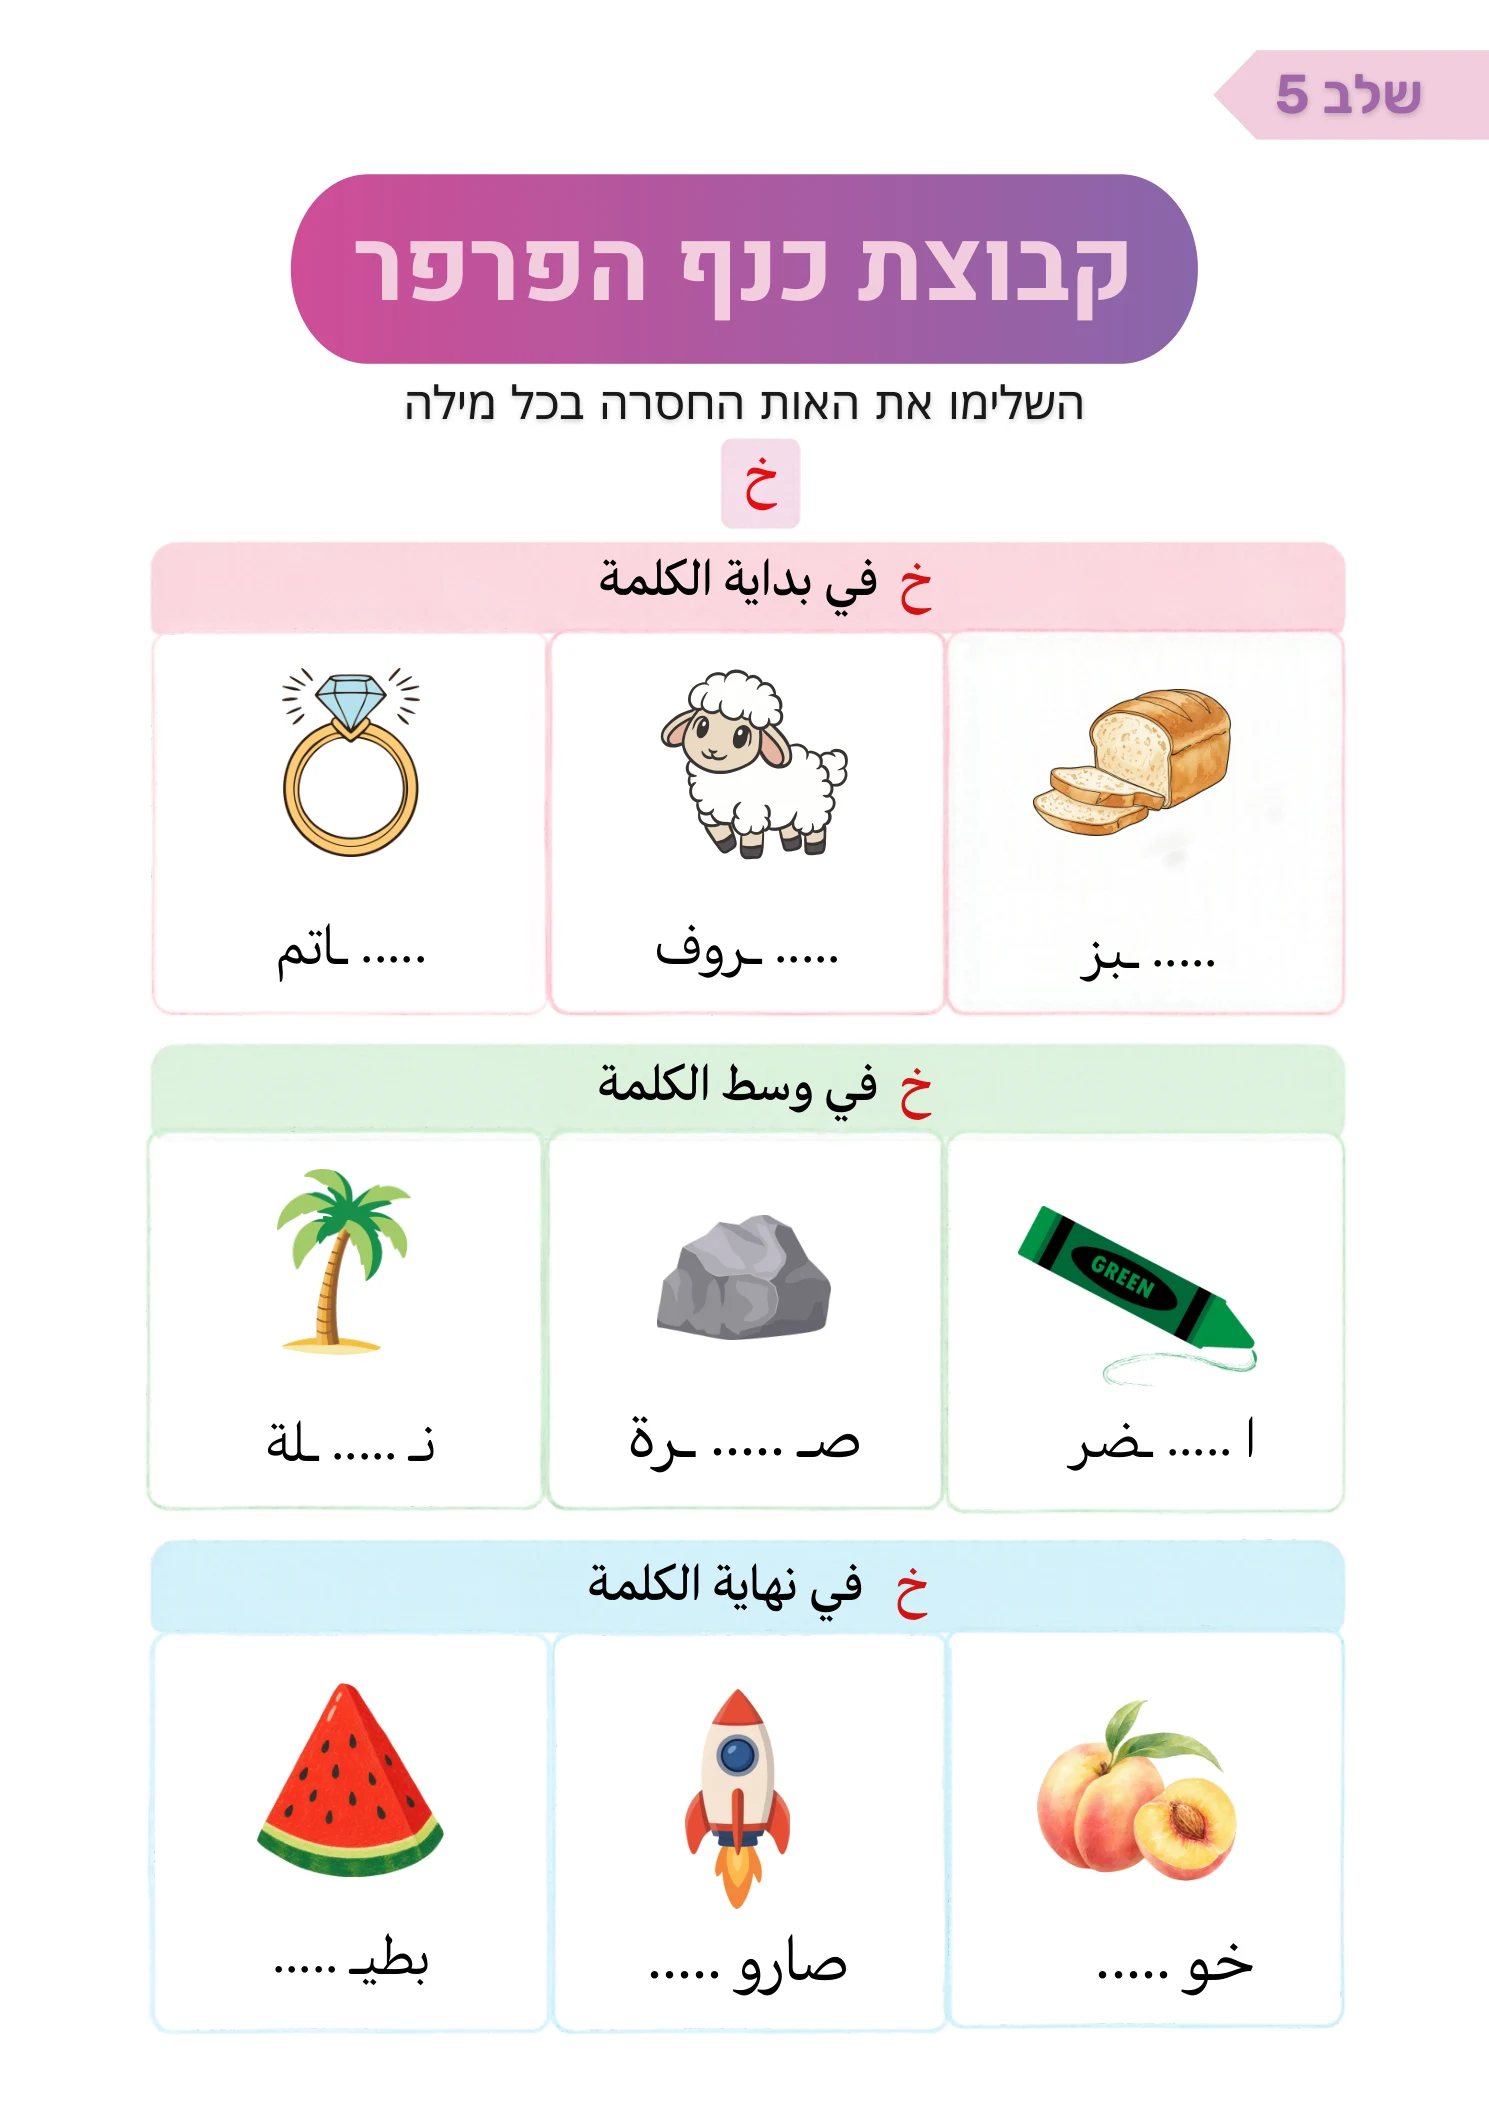 שלב 5
קבוצת כנף הפרפר
השלימו את האות החסרה בכל מילה
خ
خ في بداية الكلمة
..... ـبز
..... ـروف
..... ـاتم
خ في وسط الكلمة
GREEN
ا ..... ـضر
صـ ..... ـرة
نـ ..... ـلة
خ في نهاية الكلمة
خو .....
صارو .....
بطيـ .....